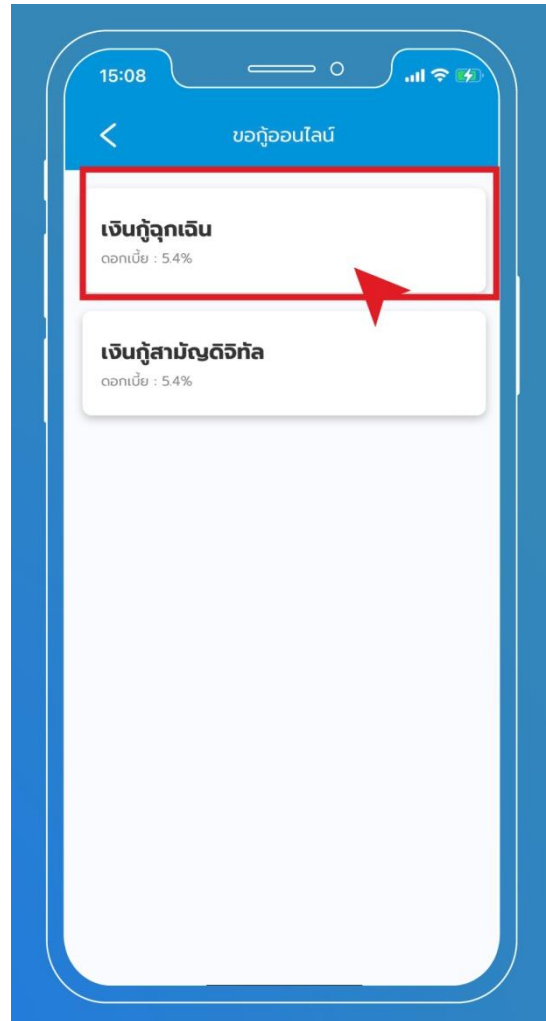 15:08
ขอกู้ออนไลน์
เงินกู้ฉุกเฉิน
ดอกเบี้ย : 5.4%
เงินกู้สามัญดิจิทัล
ดอกเบี้ย : 5.4%